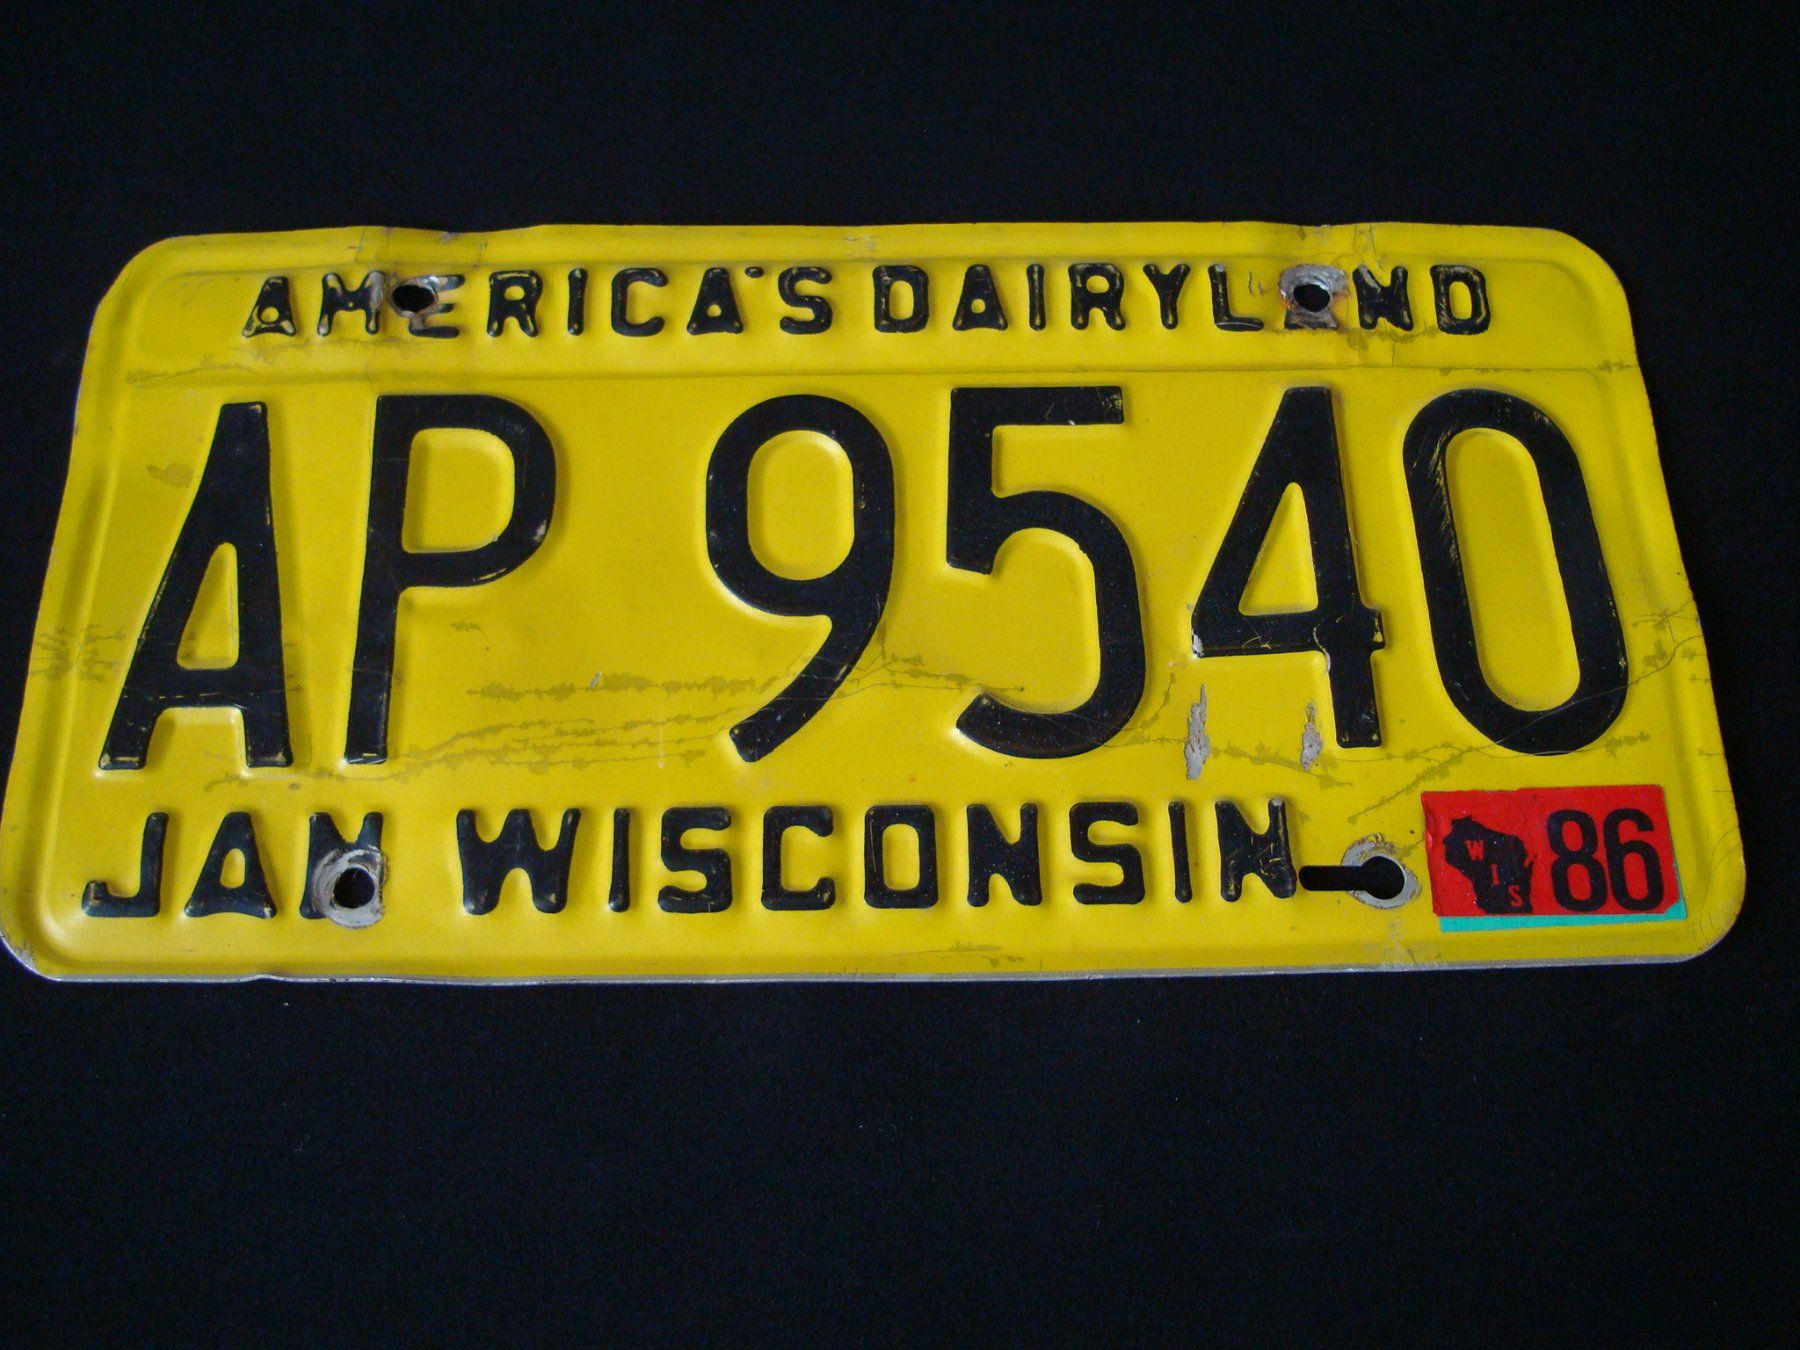 AMERICA'S DAIRYLAND
AP 9540
JAN WISCONSIN
WIS 86